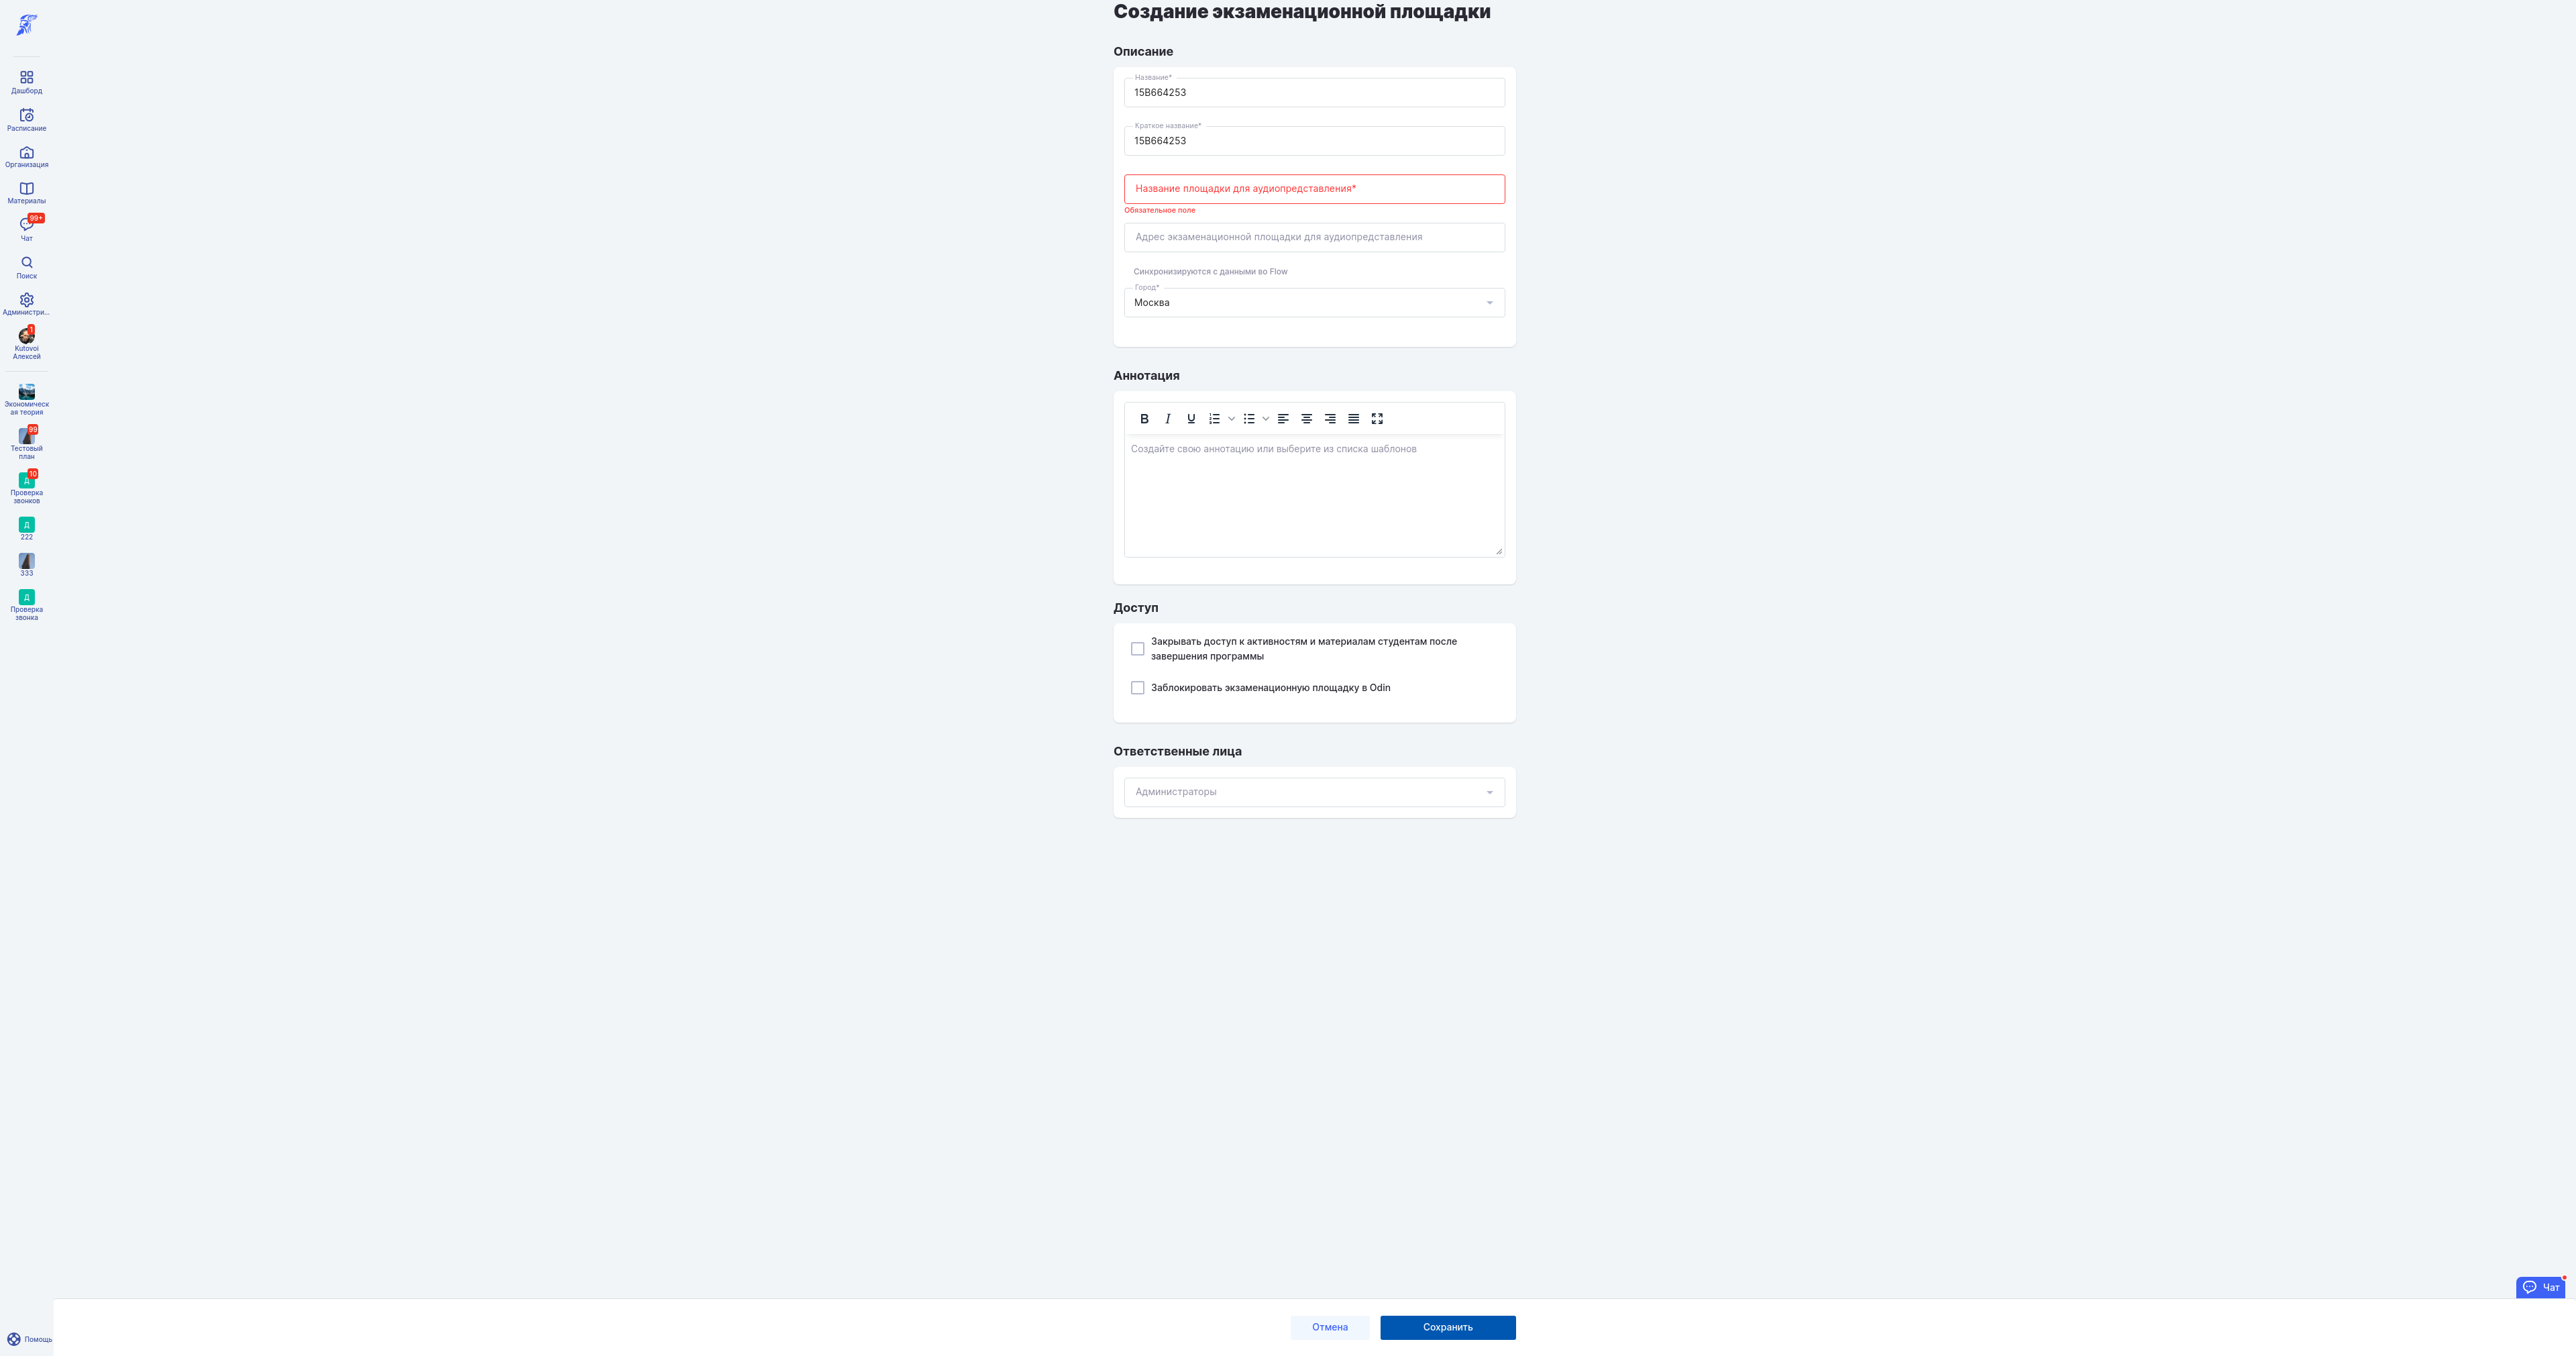 Создание экзаменационной площадки
Описание
Название*
15B664253
Краткое название*
15B664253
Название площадки для аудиопредставления*
Обязательное поле
Адрес экзаменационной площадки для аудиопредставления
Синхронизируются с данными во Flow
Город*
Москва
Аннотация
Создайте свою аннотацию или выберите из списка шаблонов
Доступ
Закрывать доступ к активностям и материалам студентам после
завершения программы
Заблокировать экзаменационную площадку в Odin
Ответственные лица
Администраторы
Отмена
Сохранить
Чат
Дашборд
Расписание
Организация
Материалы
99+
Чат
Поиск
Администри...
1
Kutovoi
Алексей
Экономическ
ая теория
99
Тестовый
план
10
Д
Проверка
звонков
Д
222
333
Д
Проверка
звонка
Помощь